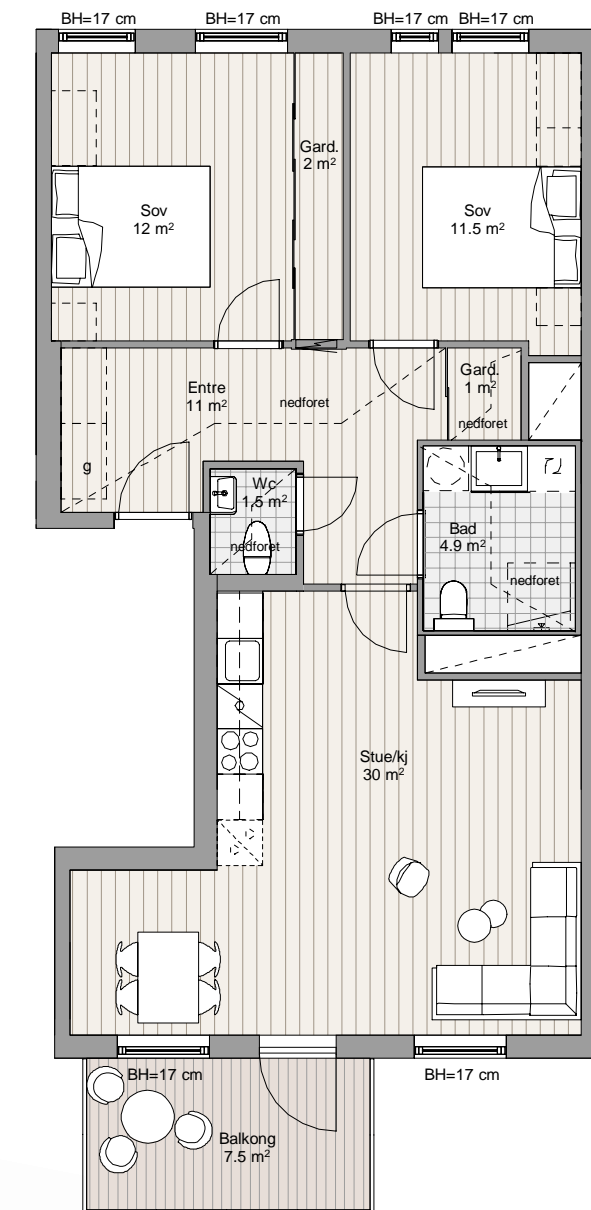 BH=17 cm
BH=17 cm
BH=17 cm
BH=17 cm
Gard.
2 m²
Sov
12 m²
Sov
11.5 m²
Entre
11 m²
nedforet
Gard.
1 m²
nedforet
g
Wc
1,5 m²
nedforet
Bad
4.9 m²
nedforet
Stue/kj
30 m²
BH=17 cm
BH=17 cm
Balkong
7.5 m²